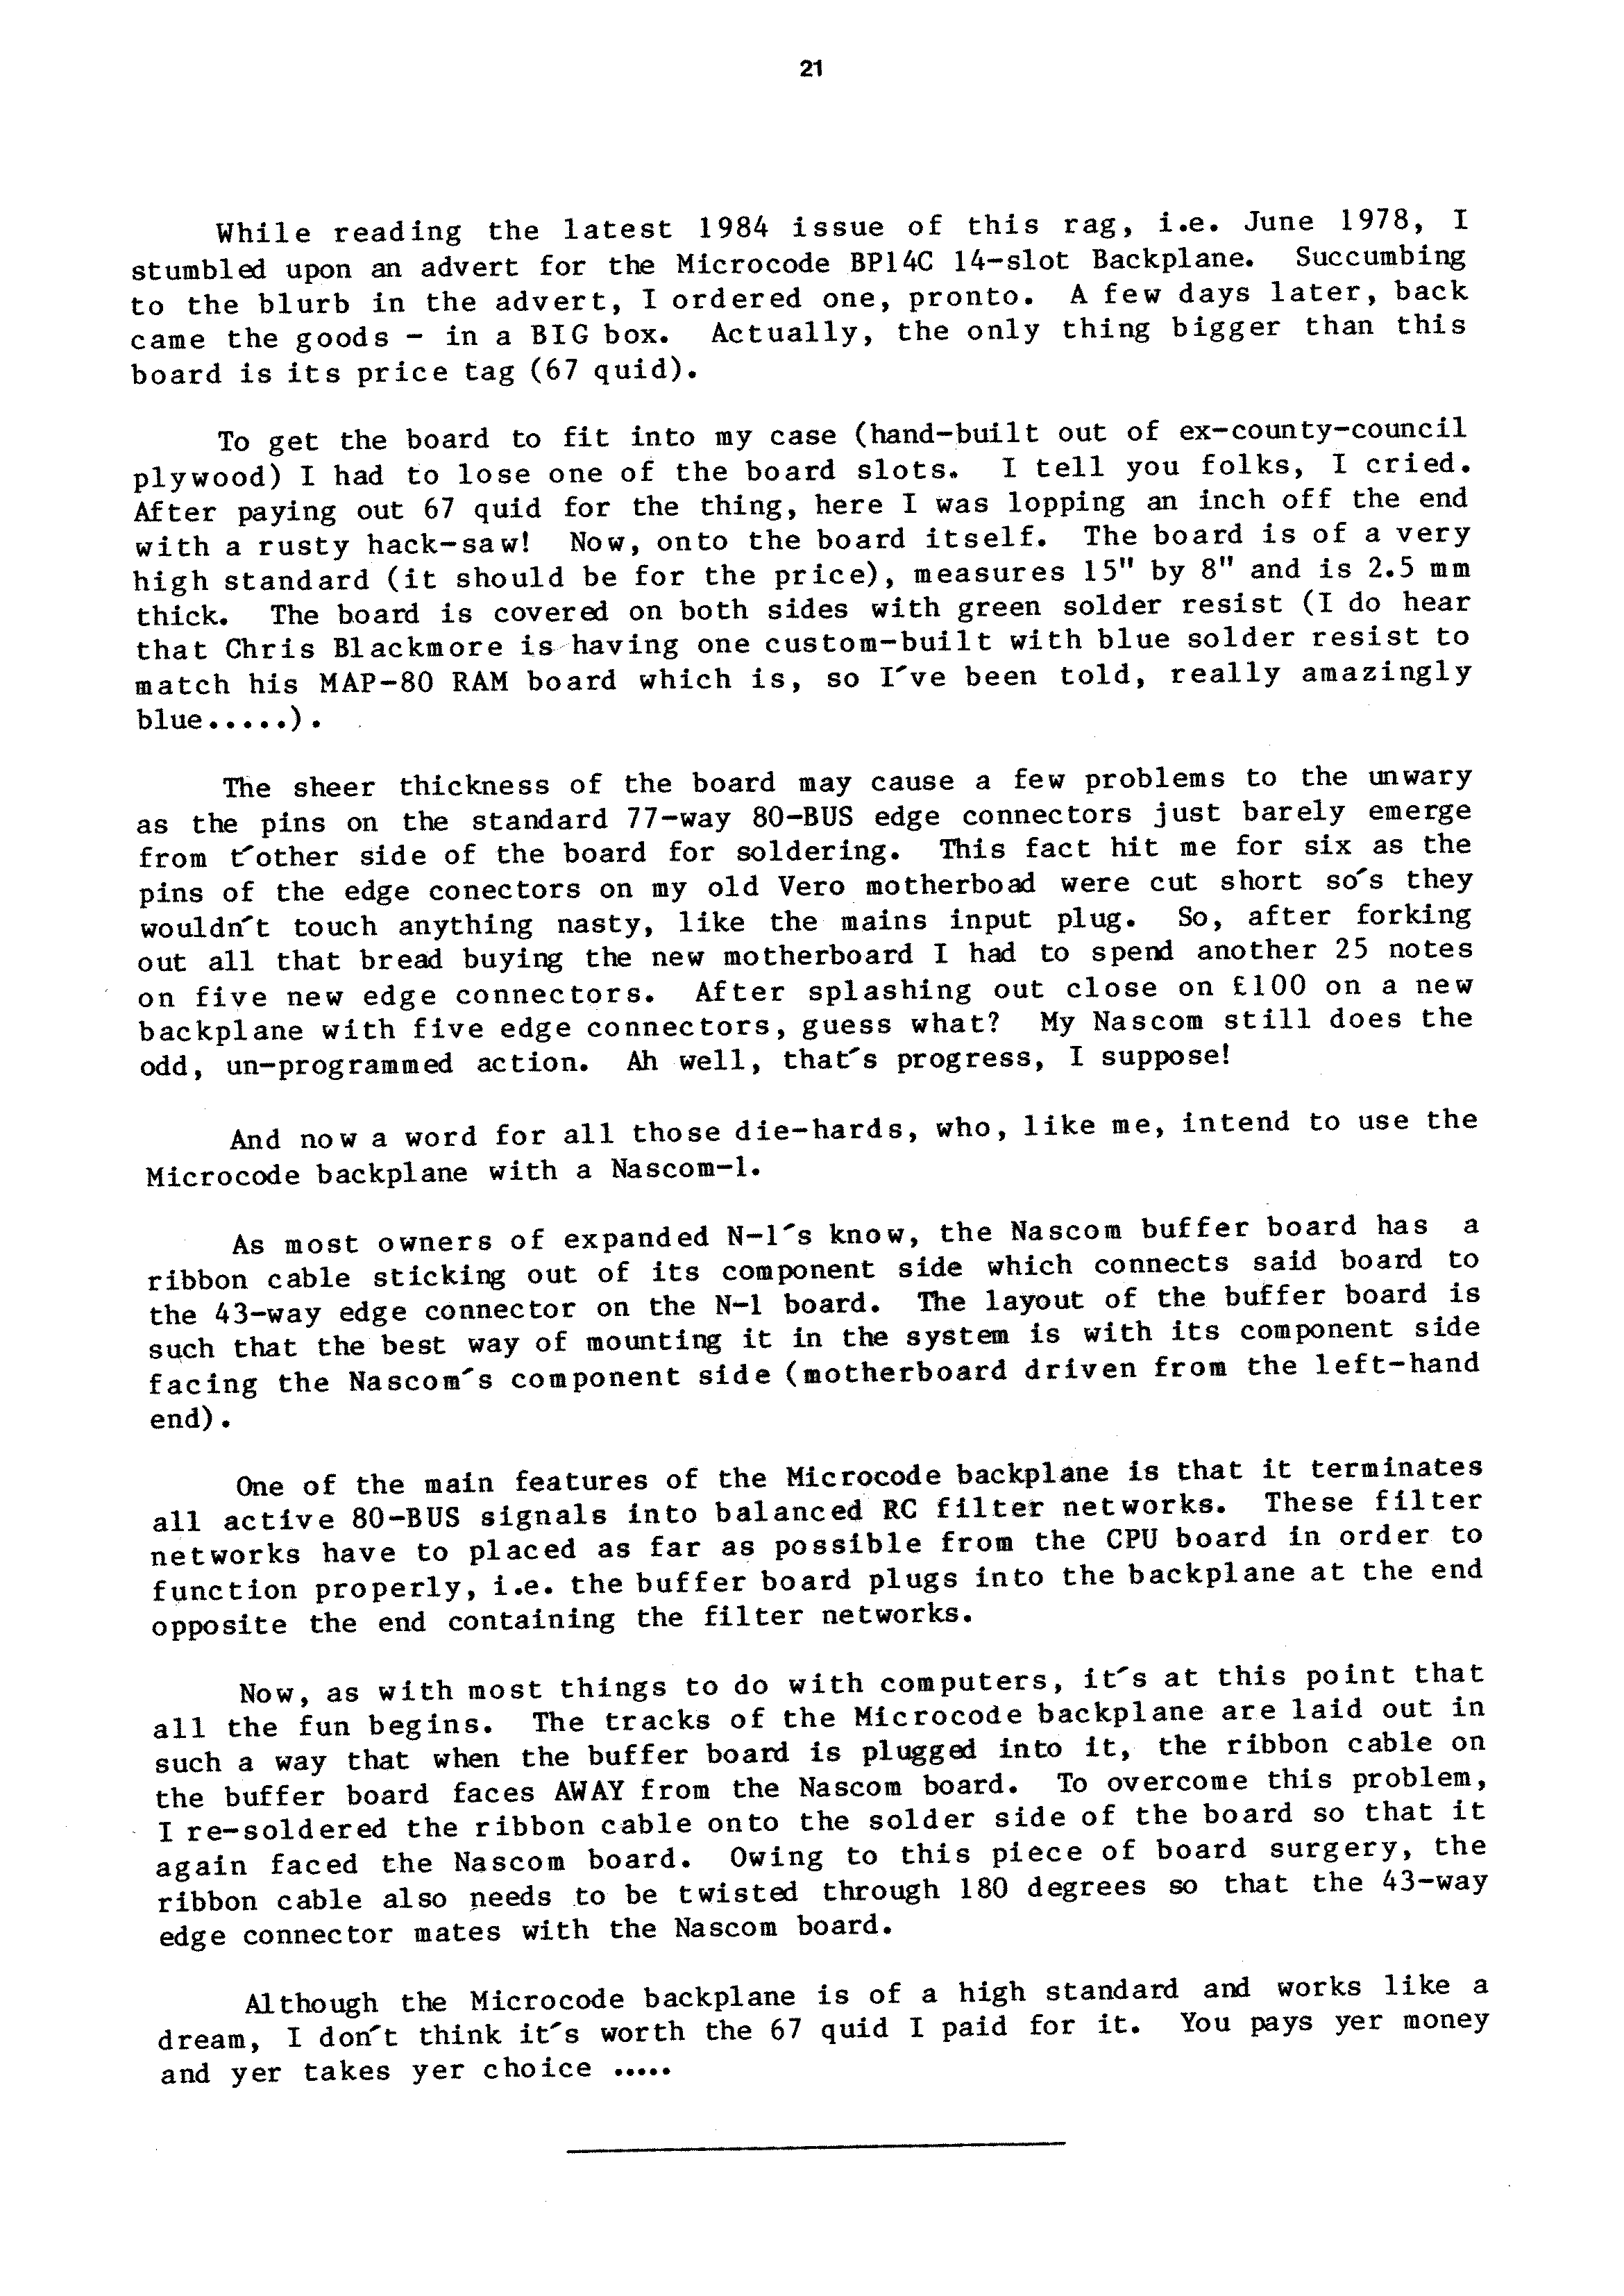 21
While reading the latest 1984 issue of this rag, i.e. June 1978, I
stumbled upon an advert for the Microcode BP14C 14-slot Backplane. Succumbing
to the blurb in the advert, I ordered one, pronto. A few days later, back
came the goods - in a BIG box. Actually, the only thing bigger than this
board is its price tag (67 quid).
To get the board to fit into my case (hand-built out of ex-county-council
plywood) I had to lose one of the board slots. I tell you folks, I cried.
After paying out 67 quid for the thing, here I was lopping an inch off the end
with a rusty hack-saw! Now, onto the board itself. The board is of a very
high standard (it should be for the price), measures 15" by 8" and is 2.5 mm
thick. The board is covered on both sides with green solder resist (I do hear
that Chris Blackmore is having one custom-built with blue solder resist to
match his MAP-80 RAM board which is, so I've been told, really amazingly
blue.....).
The sheer thickness of the board may cause a few problems to the unwary
as the pins on the standard 77-way 80-BUS edge connectors just barely emerge
from t'other side of the board for soldering. This fact hit me for six as the
pins of the edge conectors on my old Vero motherboad were cut short so's they
wouldn't touch anything nasty, like the mains input plug. So, after forking
out all that bread buying the new motherboard I had to spend another 25 notes
on five new edge connectors. After splashing out close on £100 on a new
backplane with five edge connectors, guess what? My Nascom still does the
odd, un-programmed action. Ah well, that's progress, I suppose!
And now a word for all those die-hards, who, like me, intend to use the
Microcode backplane with a Nascom-1.
As most owners of expanded N-1's know, the Nascom buffer board has a
ribbon cable sticking out of its component side which connects said board to
the 43-way edge connector on the N-1 board. The layout of the buffer board is
such that the best way of mounting it in the system is with its component side
facing the Nascom's component side (motherboard driven from the left-hand
end).
One of the main features of the Microcode backplane is that it terminates
all active 80-BUS signals into balanced RC filter networks. These filter
networks have to placed as far as possible from the CPU board in order to
function properly, i.e. the buffer board plugs into the backplane at the end
opposite the end containing the filter networks.
Now, as with most things to do with computers, it's at this point that
all the fun begins. The tracks of the Microcode backplane are laid out in
such a way that when the buffer board is plugged into it, the ribbon cable on
the buffer board faces AWAY from the Nascom board. To overcome this problem,
I re-soldered the ribbon cable onto the solder side of the board so that it
again faced the Nascom board. Owing to this piece of board surgery, the
ribbon cable also needs to be twisted through 180 degrees so that the 43-way
edge connector mates with the Nascom board.
Although the Microcode backplane is of a high standard and works like a
dream, I don't think it's worth the 67 quid I paid for it. You pays yer money
and yer takes yer choice .....